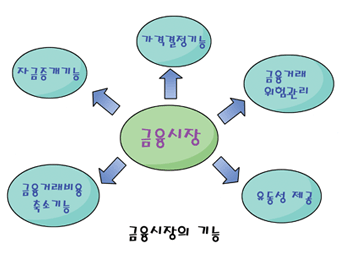 가격결정기능
자금중개기능
금융거래
위험관리
금융시장
금융거래비용
축소기능
유동성 제공
금융시장의 기능